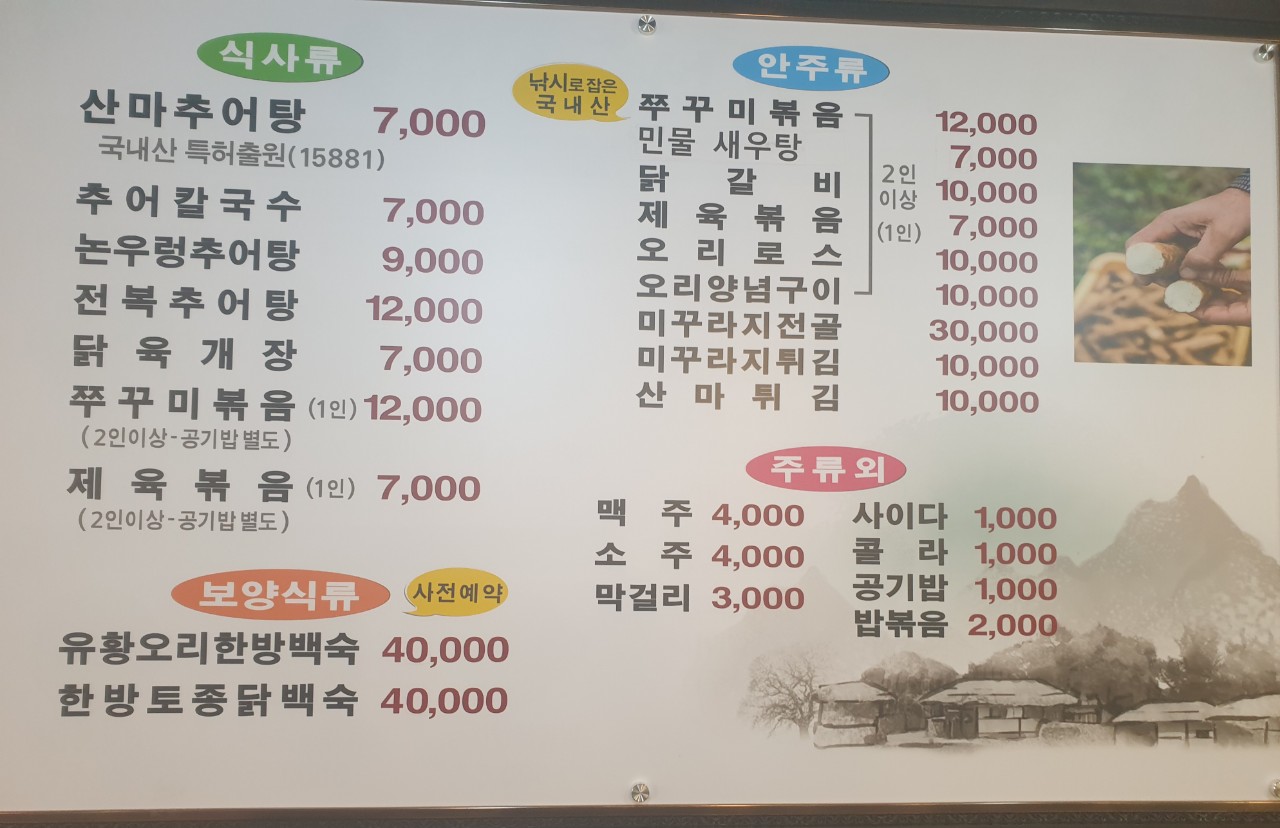 식사류
산마추어탕 7,000
국내산 특허출원(15881)
추어칼국수 7,000
논우렁추어탕 9,000
전복추어탕 12,000
닭육개장 7,000
쭈꾸미볶음 (1인) 12,000
(2인이상-공기밥별도)
제육볶음 (1인) 7,000
(2인이상-공기밥별도)
보양식류
사전예약
유황오리한방백숙 40,000
한방토종닭백숙 40,000
안주류
낚시로잡은
국내산
쭈꾸미볶음 12,000
민물 새우탕 7,000
닭갈비 10,000
제육볶음 7,000
오리로스 10,000
오리양념구이 10,000
2인
이상
(1인)
미꾸라지전골 30,000
미꾸라지튀김 10,000
산마튀김 10,000
주류외
맥주 4,000
소주 4,000
막걸리 3,000
사이다 1,000
콜라 1,000
공기밥 1,000
밥볶음 2,000